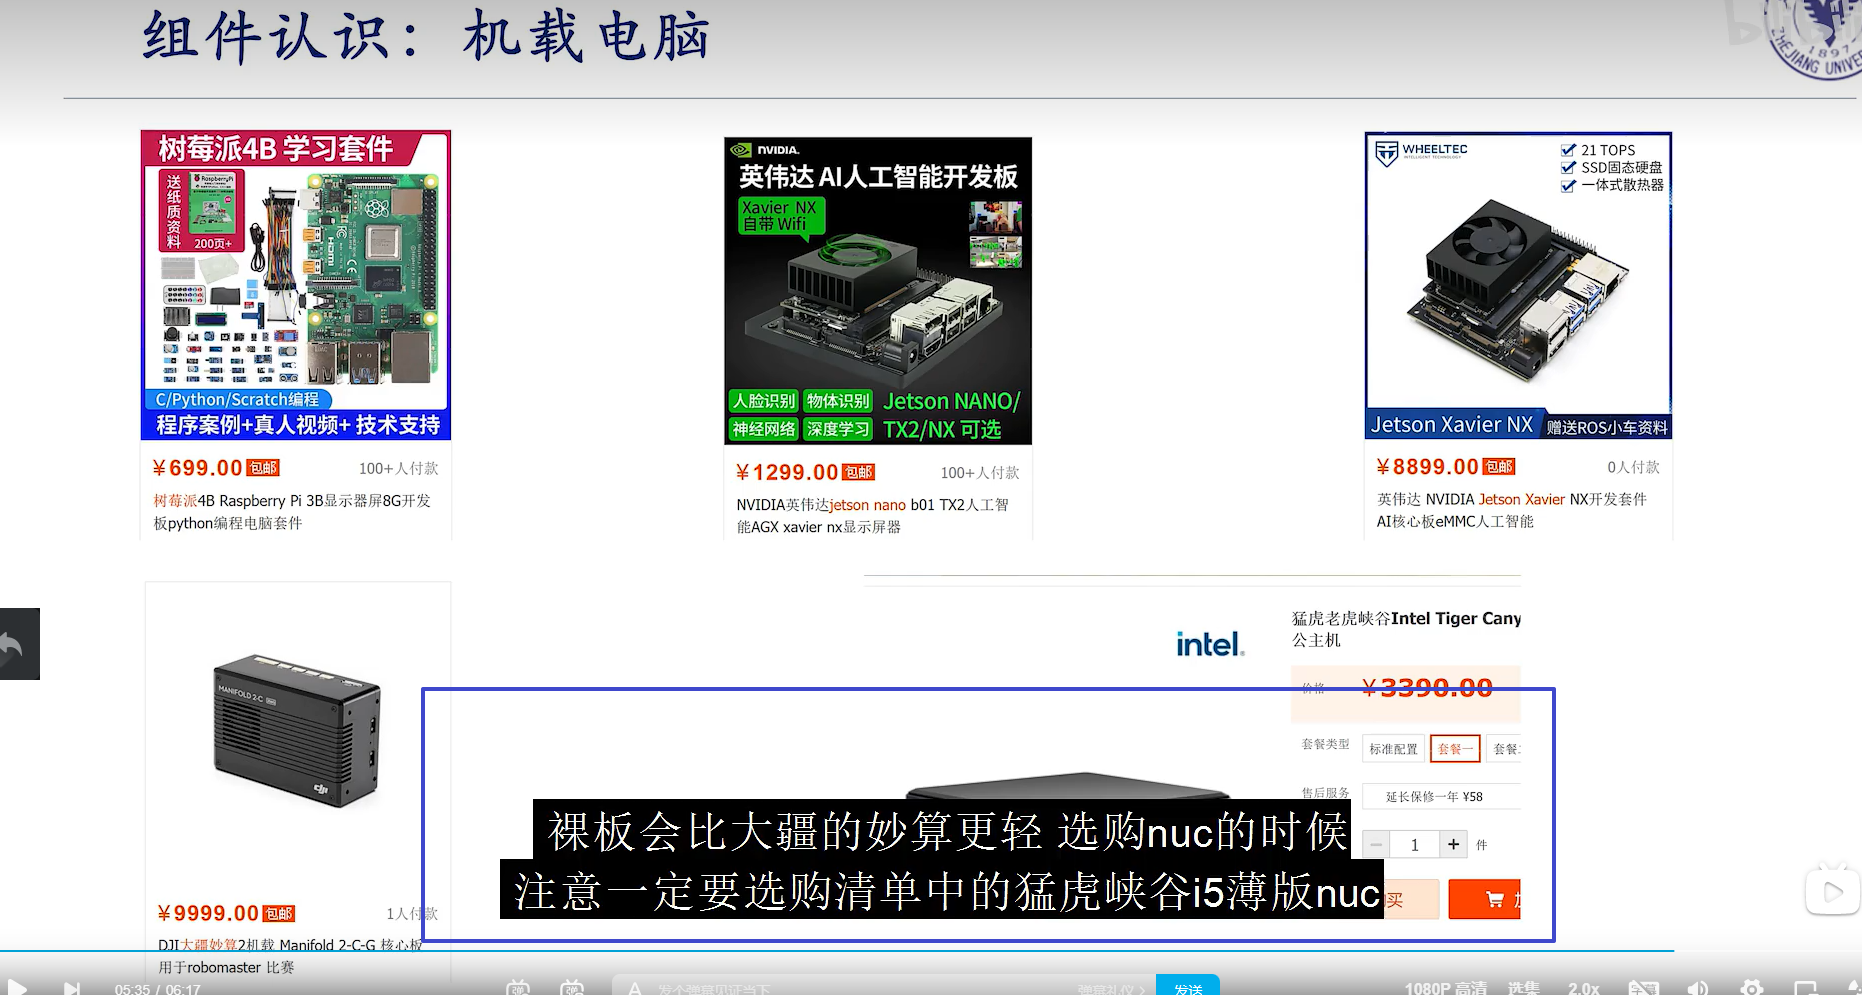 组件认识：机载电脑
1897
ZHEJIANG UNIVE
树莓派4B 学习套件
送纸质资料
RaspberryPi
200页+
HDMI
C/Python/Scratch编程
程序案例+真人视频+ 技术支持
￥699.00 包邮 100+人付款
树莓派4B Raspberry Pi 3B显示器屏8G开发
板python编程电脑套件
NVIDIA.
英伟达 AI人工智能开发板
Xavier NX
自带 Wifi
人脸识别 物体识别 Jetson NANO/
神经网络 深度学习 TX2/NX 可选
￥1299.00 包邮 100+人付款
NVIDIA英伟达jetson nano b01 TX2人工智
能AGX xavier nx显示屏器
WHEELTEC
INTELLIGENT TECHNOLOGY
21 TOPS
SSD固态硬盘
一体式散热器
Jetson Xavier NX 赠送ROS小车资料
￥8899.00 包邮 0人付款
英伟达 NVIDIA Jetson Xavier NX开发套件
AI核心板eMMC人工智能
MANIFOLD 2-C
dji
￥9999.00 包邮 1人付款
DJI大疆妙算2机载 Manifold 2-C-G 核心板
用于robomaster 比赛
intel.
猛虎老虎峡谷Intel Tiger Cany
公主机
价格 ￥3390.00
套餐类型 标准配置 套餐一 套餐
售后服务 延长保修一年 ¥58
1 件
买
裸板会比大疆的妙算更轻 选购nuc的时候
注意一定要选购清单中的猛虎峡谷i5薄版nuc
05:35 / 06:17
发个弹幕见证当下
弹幕礼仪
发送
1080P 高清 选集 2.0x